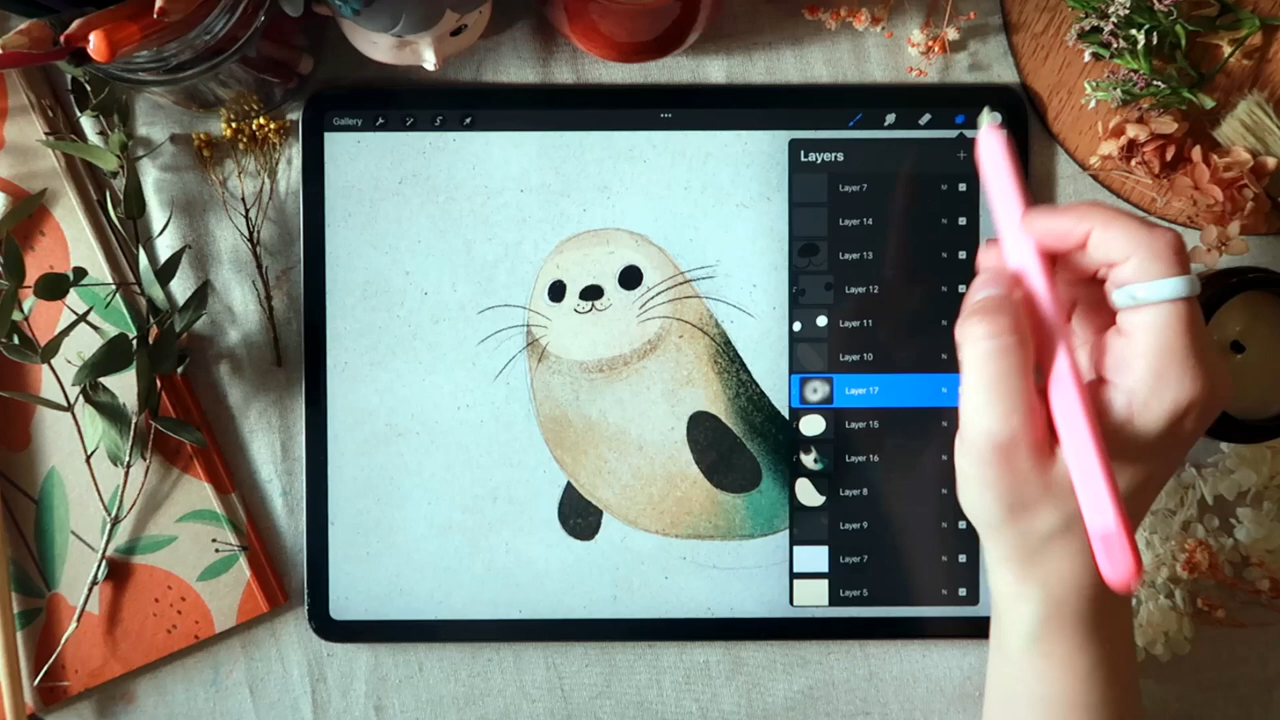 Gallery
Layers
Layer 7 M
Layer 14 N
Layer 13 N
Layer 12 N
Layer 11 N
Layer 10 N
Layer 17 N
Layer 15 N
Layer 16 N
Layer 8 N
Layer 9 N
Layer 7 N
Layer 5 N